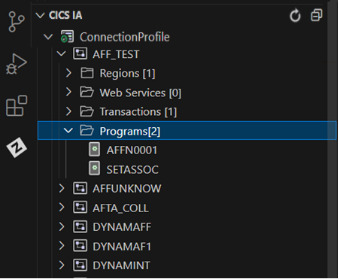 CICS IA
ConnectionProfile
AFF_TEST
Regions [1]
Web Services [0]
Transactions [1]
Programs[2]
AFFN0001
SETASSOC
AFFUNKNOW
AFTA_COLL
DYNAMAFF
DYNAMAF1
DYNAMINT